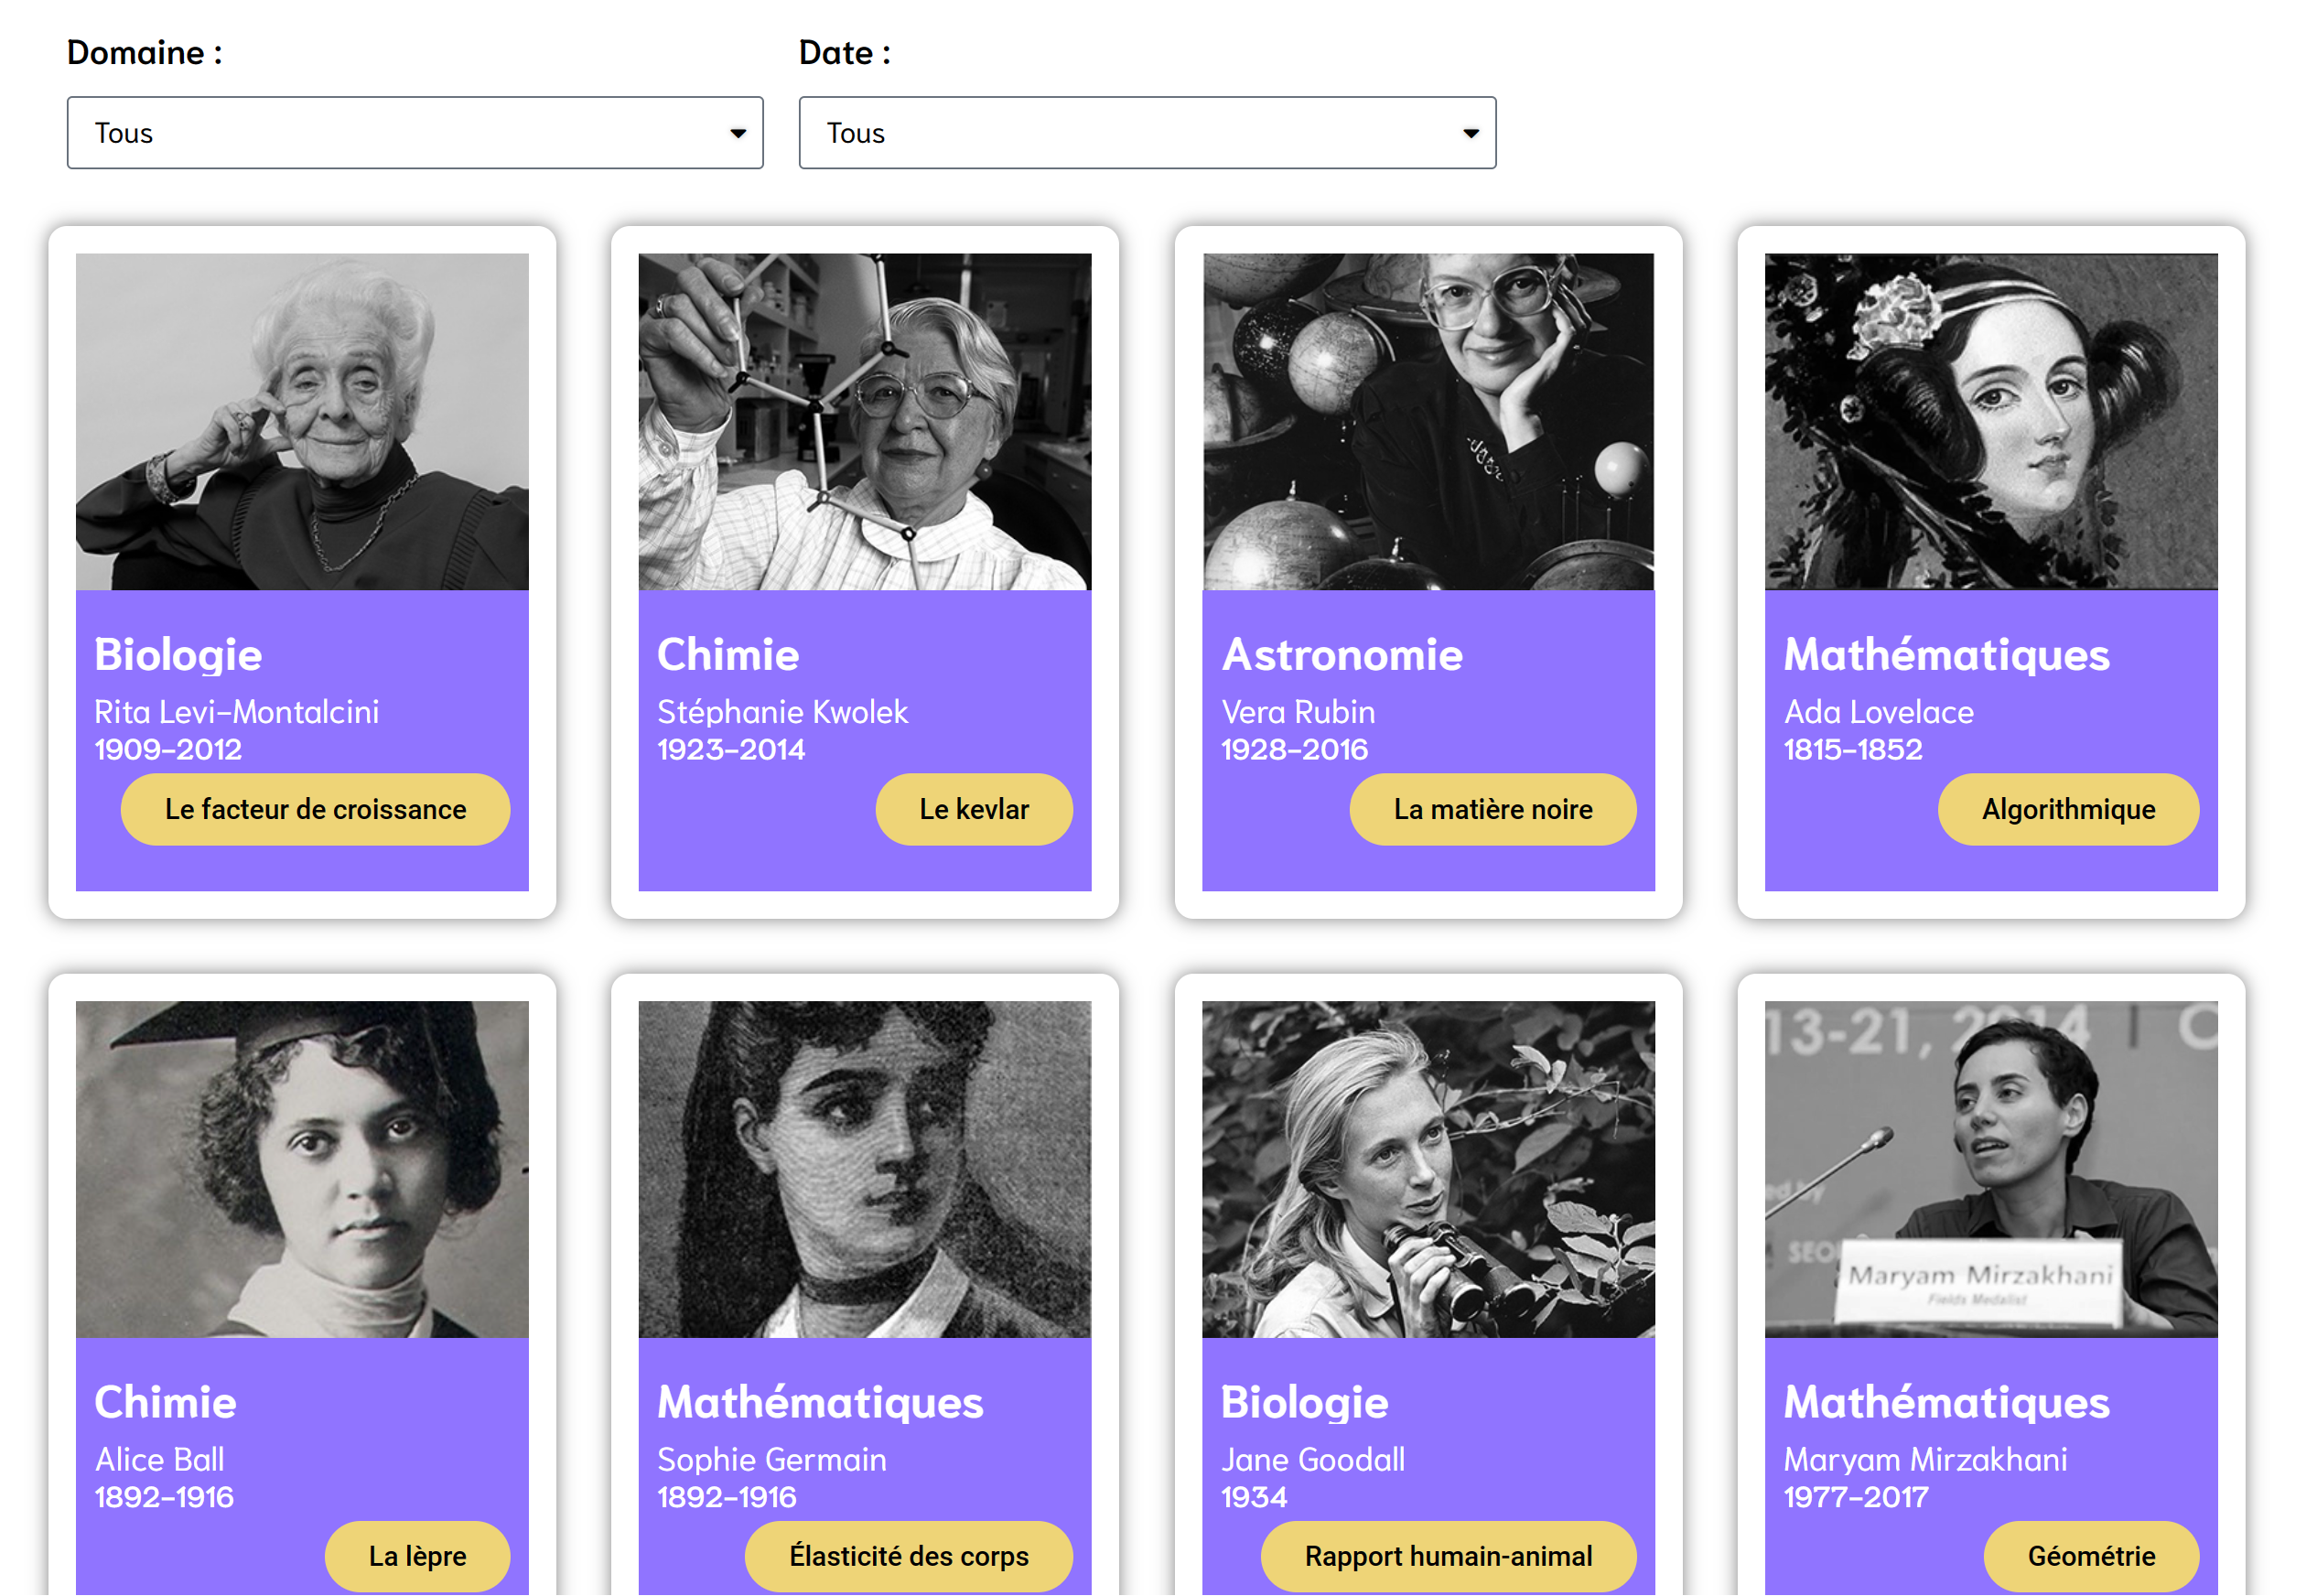 Domaine :
Date :
Tous
Tous
Biologie
Rita Levi-Montalcini
1909-2012
Le facteur de croissance
Chimie
Stéphanie Kwolek
1923-2014
Le kevlar
Astronomie
Vera Rubin
1928-2016
La matière noire
Mathématiques
Ada Lovelace
1815-1852
Algorithmique
Chimie
Alice Ball
1892-1916
La lèpre
Mathématiques
Sophie Germain
1892-1916
Élasticité des corps
Biologie
Jane Goodall
1934
Rapport humain-animal
13-21, 2014
Maryam Mirzakhani
Fields Medalist
Mathématiques
Maryam Mirzakhani
1977-2017
Géométrie